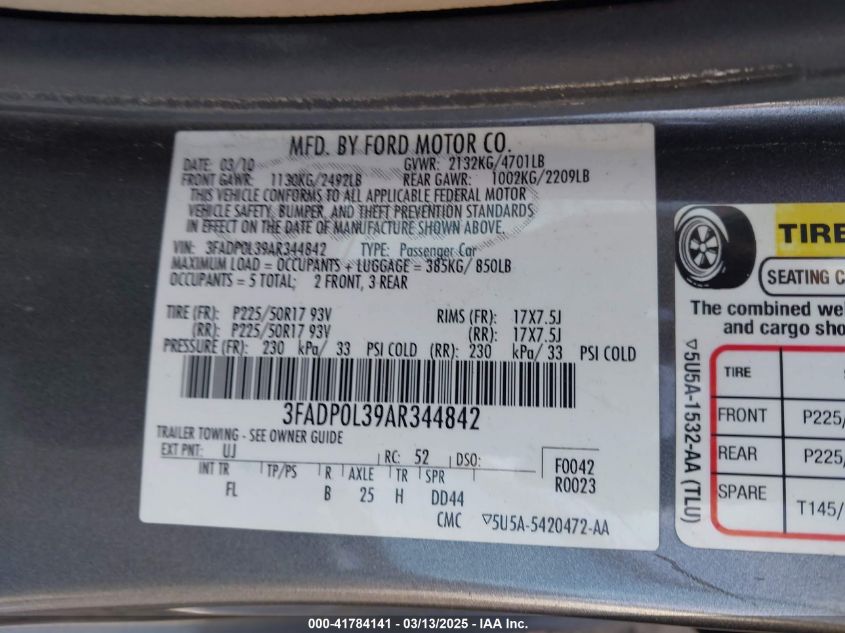 MFD. BY FORD MOTOR CO.
DATE: 03/10 GVWR: 2132KG/4701LB
FRONT GAWR: 1130KG/2492LB REAR GAWR: 1002KG/2209LB
THIS VEHICLE CONFORMS TO ALL APPLICABLE FEDERAL MOTOR
VEHICLE SAFETY, BUMPER, AND THEFT PREVENTION STANDARDS
IN EFFECT ON THE DATE OF MANUFACTURE SHOWN ABOVE.
VIN: 3FADP0L39AR344842 TYPE: Passenger Car
MAXIMUM LOAD = OCCUPANTS + LUGGAGE = 385KG/ 850LB
OCCUPANTS = 5 TOTAL; 2 FRONT, 3 REAR
TIRE (FR): P225/50R17 93V RIMS (FR): 17X7.5J
(RR): P225/50R17 93V (RR): 17X7.5J
PRESSURE (FR): 230 kPa/ 33 PSI COLD (RR): 230 kPa/ 33 PSI COLD
3FADP0L39AR344842
TRAILER TOWING - SEE OWNER GUIDE
EXT PNT: UJ RC: 52 DSO: F0042
R0023
INT TR TP/PS R AXLE TR SPR
FL B 25 H DD44
CMC ▽5U5A-5420472-AA
TIRE
SEATING C
The combined we
and cargo sho
TIRE
FRONT P225/
REAR P225/
SPARE T145/
▽5U5A-1532-AA (TLU)
000-41784141 - 03/13/2025 - IAA Inc.